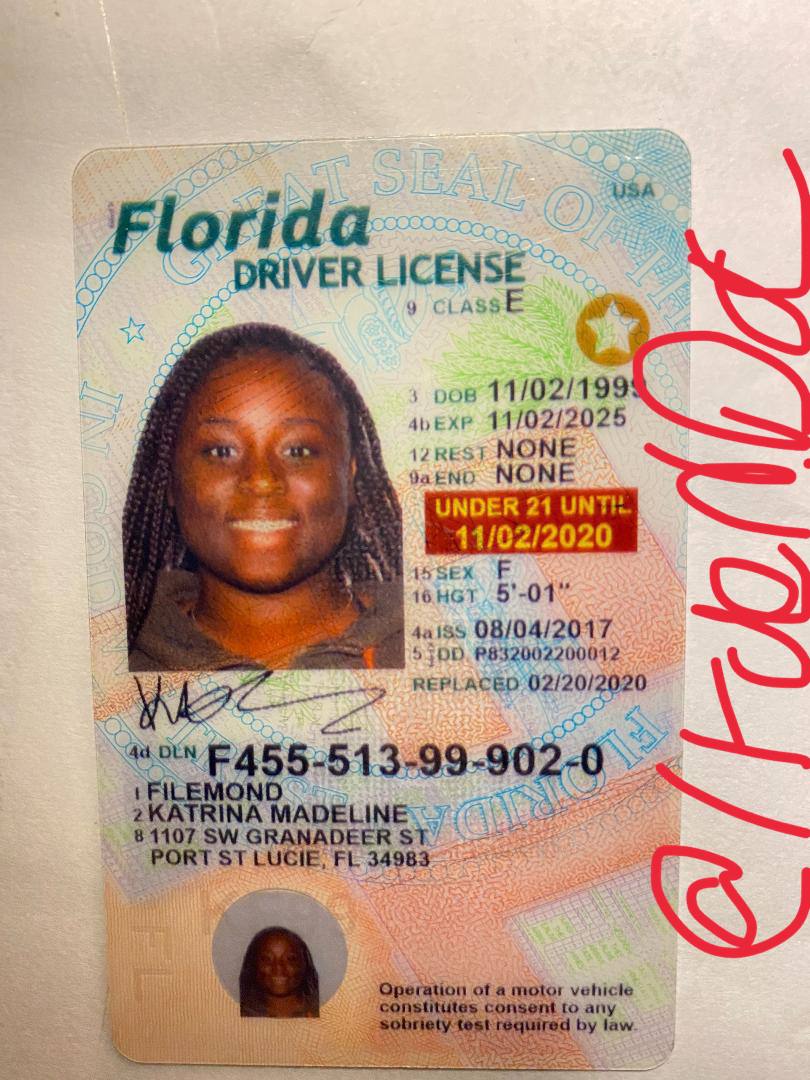 USA
Florida
DRIVER LICENSE
9 CLASS E
3 DOB 11/02/1999
4b EXP 11/02/2025
12 REST NONE
9a END NONE
UNDER 21 UNTIL
11/02/2020
15 SEX F
16 HGT 5'-01"
4a ISS 08/04/2017
5 DD P832002200012
REPLACED 02/20/2020
4d DLN F455-513-99-902-0
1 FILEMOND
2 KATRINA MADELINE
8 1107 SW GRANADEER ST
PORT ST LUCIE, FL 34983
Operation of a motor vehicle
constitutes consent to any
sobriety test required by law.
GREAT SEAL OF TH
IN GOD
FLORIDA
FL